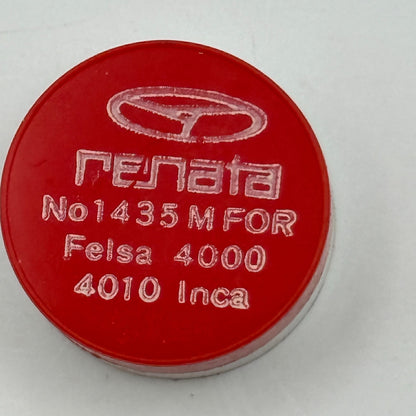 renata
No1435 M FOR
Felsa 4000
4010 Inca